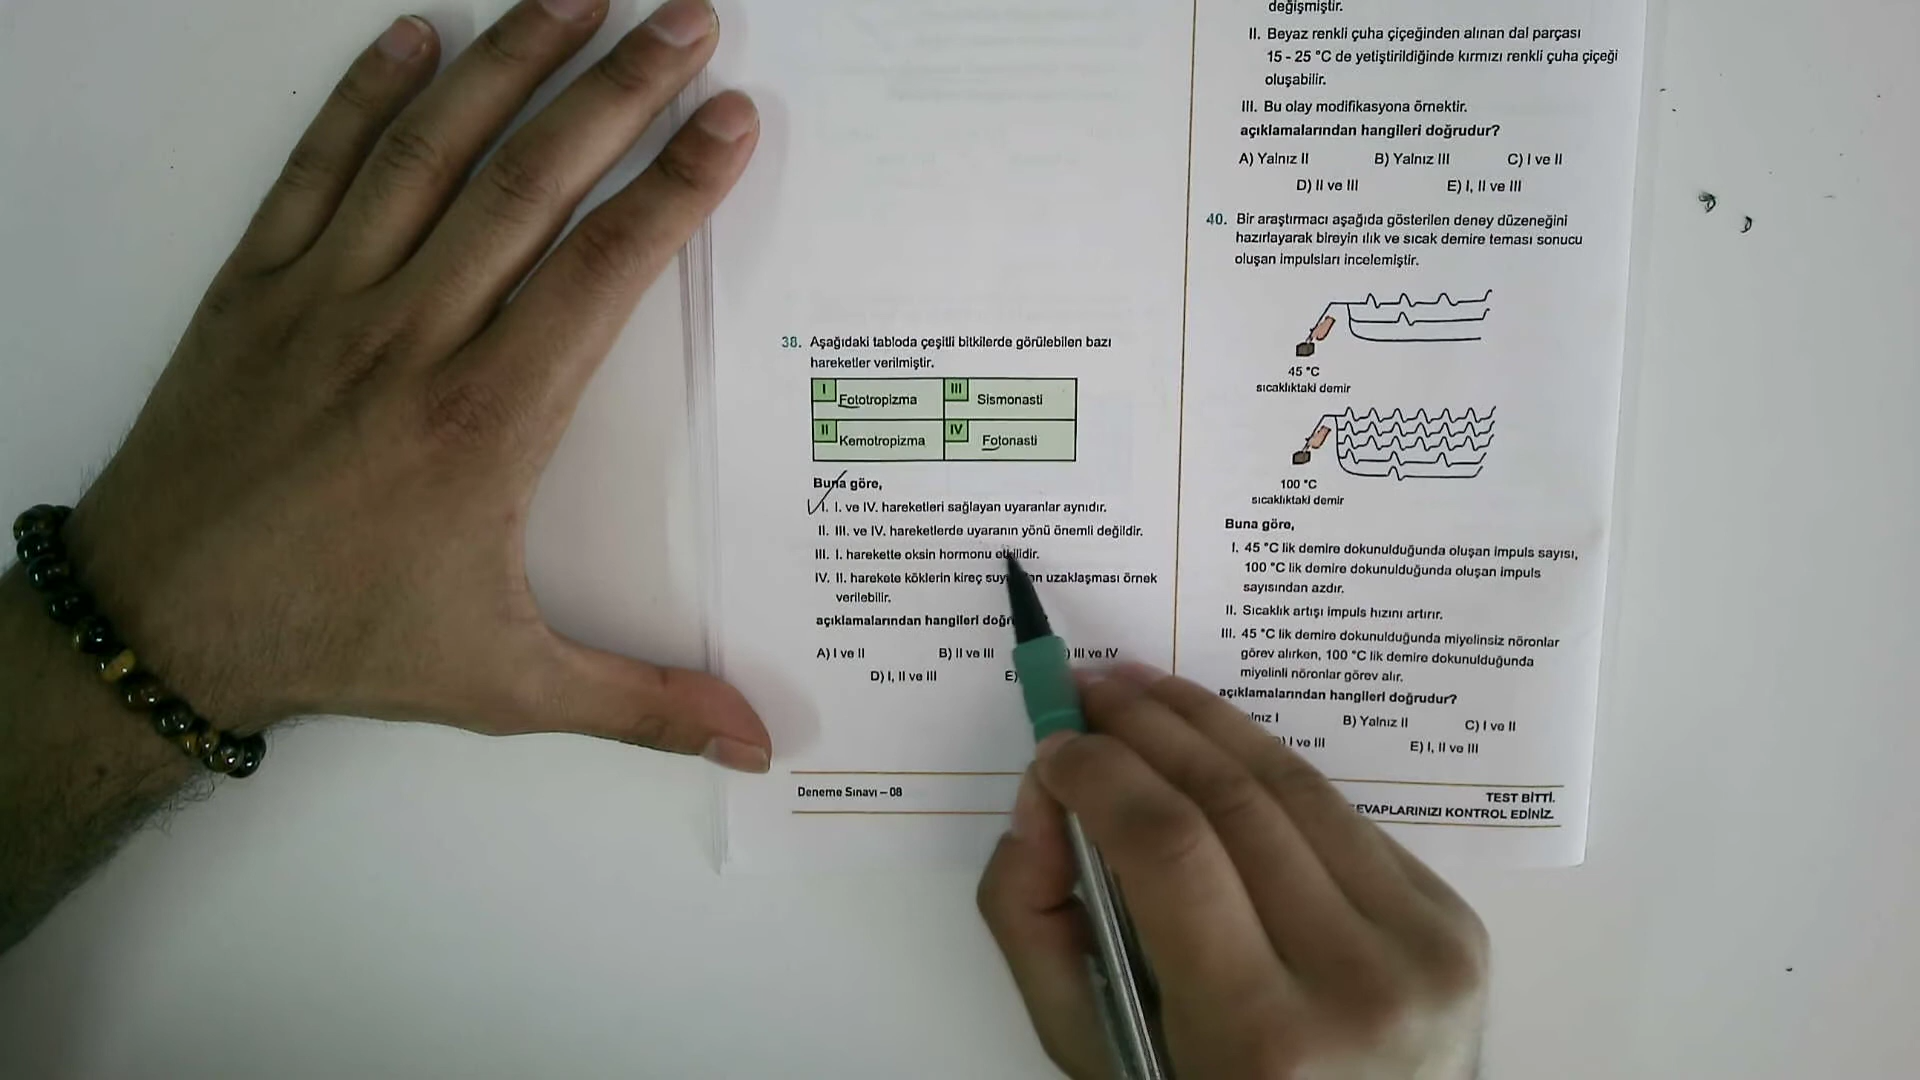 38. Aşağıdaki tabloda çeşitli bitkilerde görülebilen bazı
hareketler verilmiştir.
I Fototropizma III Sismonasti
II Kemotropizma IV Fotonasti
Buna göre,
I. I. ve IV. hareketleri sağlayan uyaranlar aynıdır.
II. III. ve IV. hareketlerde uyaranın yönü önemli değildir.
III. I. harekette oksin hormonu etkilidir.
IV. II. harekete köklerin kireç uzaklaşması örnek
verilebilir.
açıklamalarından hangileri
A) I ve II B) II ve III III ve IV
D) I, II ve III E)
Deneme Sınavı – 08
değişmiştir.
II. Beyaz renkli çuha çiçeğinden alınan dal parçası
15 - 25 °C de yetiştirildiğinde kırmızı renkli çuha çiçeği
oluşabilir.
III. Bu olay modifikasyona örnektir.
açıklamalarından hangileri doğrudur?
A) Yalnız II B) Yalnız III C) I ve II
D) II ve III E) I, II ve III
40. Bir araştırmacı aşağıda gösterilen deney düzeneğini
hazırlayarak bireyin ılık ve sıcak demire teması sonucu
oluşan impulsları incelemiştir.
45 °C
sıcaklıktaki demir
100 °C
sıcaklıktaki demir
Buna göre,
I. 45 °C lik demire dokunulduğunda oluşan impuls sayısı,
100 °C lik demire dokunulduğunda oluşan impuls
sayısından azdır.
II. Sıcaklık artışı impuls hızını artırır.
III. 45 °C lik demire dokunulduğunda miyelinsiz nöronlar
görev alırken, 100 °C lik demire dokunulduğunda
miyelinli nöronlar görev alır.
açıklamalarından hangileri doğrudur?
I B) Yalnız II C) I ve II
I ve III E) I, II ve III
TEST BİTTİ.
CEVAPLARINIZI KONTROL EDİNİZ.